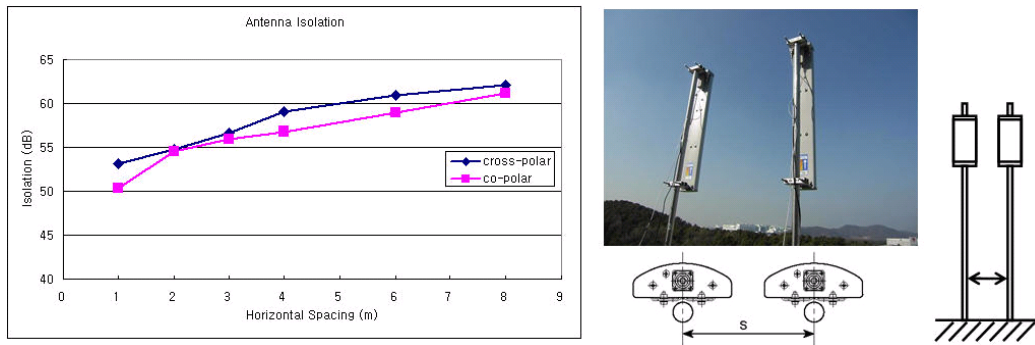 Antenna Isolation
Isolation (dB)
65
60
55
50
45
40
cross-polar
co-polar
0 1 2 3 4 5 6 7 8 9
Horizontal Spacing (m)
S